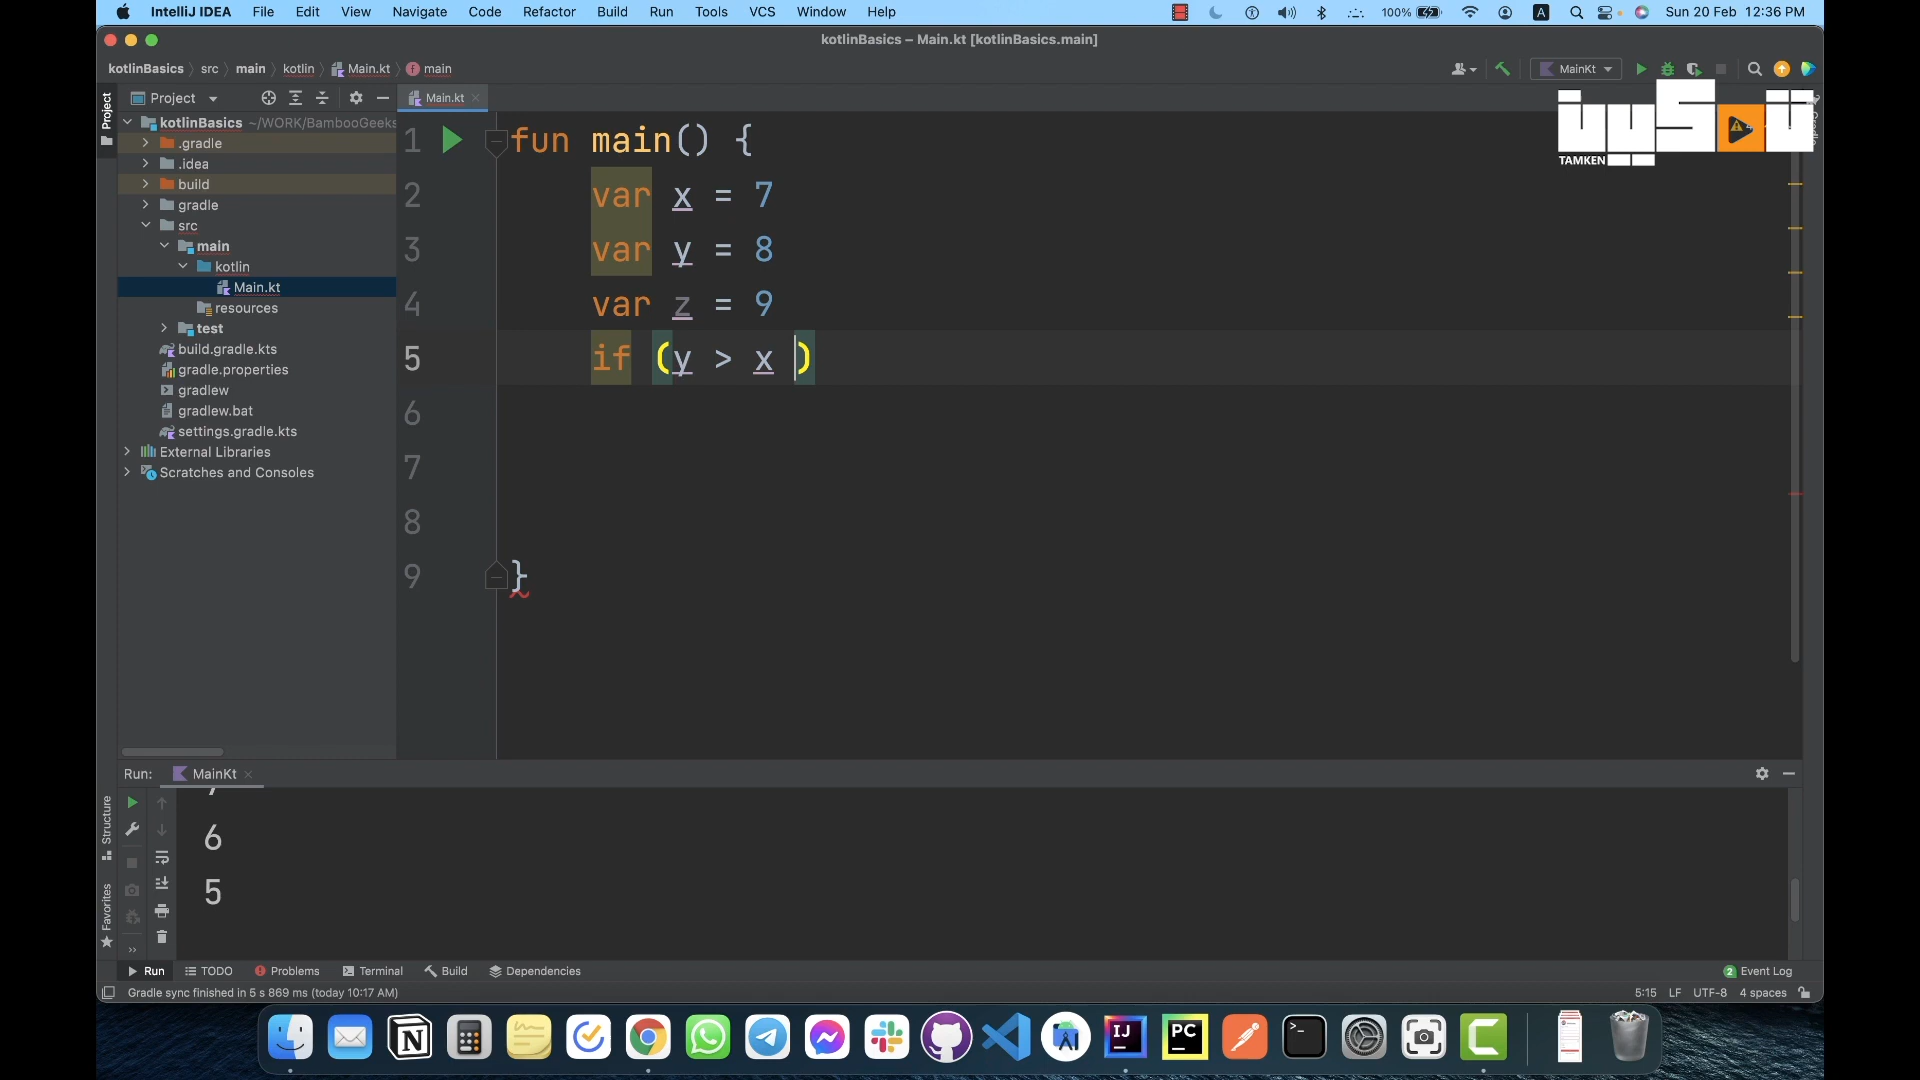 IntelliJ IDEA File Edit View Navigate Code Refactor Build Run Tools VCS Window Help 100% A Sun 20 Feb 12:36 PM
kotlinBasics – Main.kt [kotlinBasics.main]
kotlinBasics src main kotlin Main.kt main MainKt
Project Project Main.kt
kotlinBasics ~/WORK/BambooGeeks
.gradle
.idea
build
gradle
src
main
kotlin
Main.kt
resources
test
build.gradle.kts
gradle.properties
gradlew
gradlew.bat
settings.gradle.kts
External Libraries
Scratches and Consoles
1 fun main() {
2 var x = 7
3 var y = 8
4 var z = 9
5 if (y > x )
6
7
8
9 }
TAMKEN
Run: MainKt
6
5
Structure
Favorites
Run TODO Problems Terminal Build Dependencies 2 Event Log
Gradle sync finished in 5 s 869 ms (today 10:17 AM) 5:15 LF UTF-8 4 spaces
IJ PC